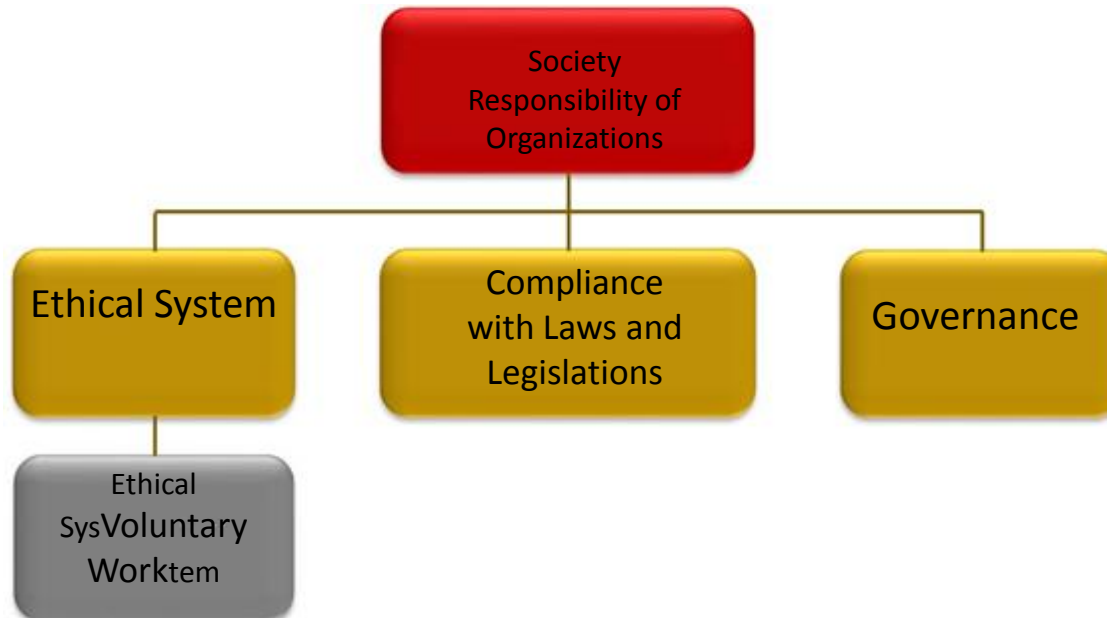 Society
Responsibility of
Organizations
Ethical System
Compliance
with Laws and
Legislations
Governance
Ethical
SysVoluntary
Worktem